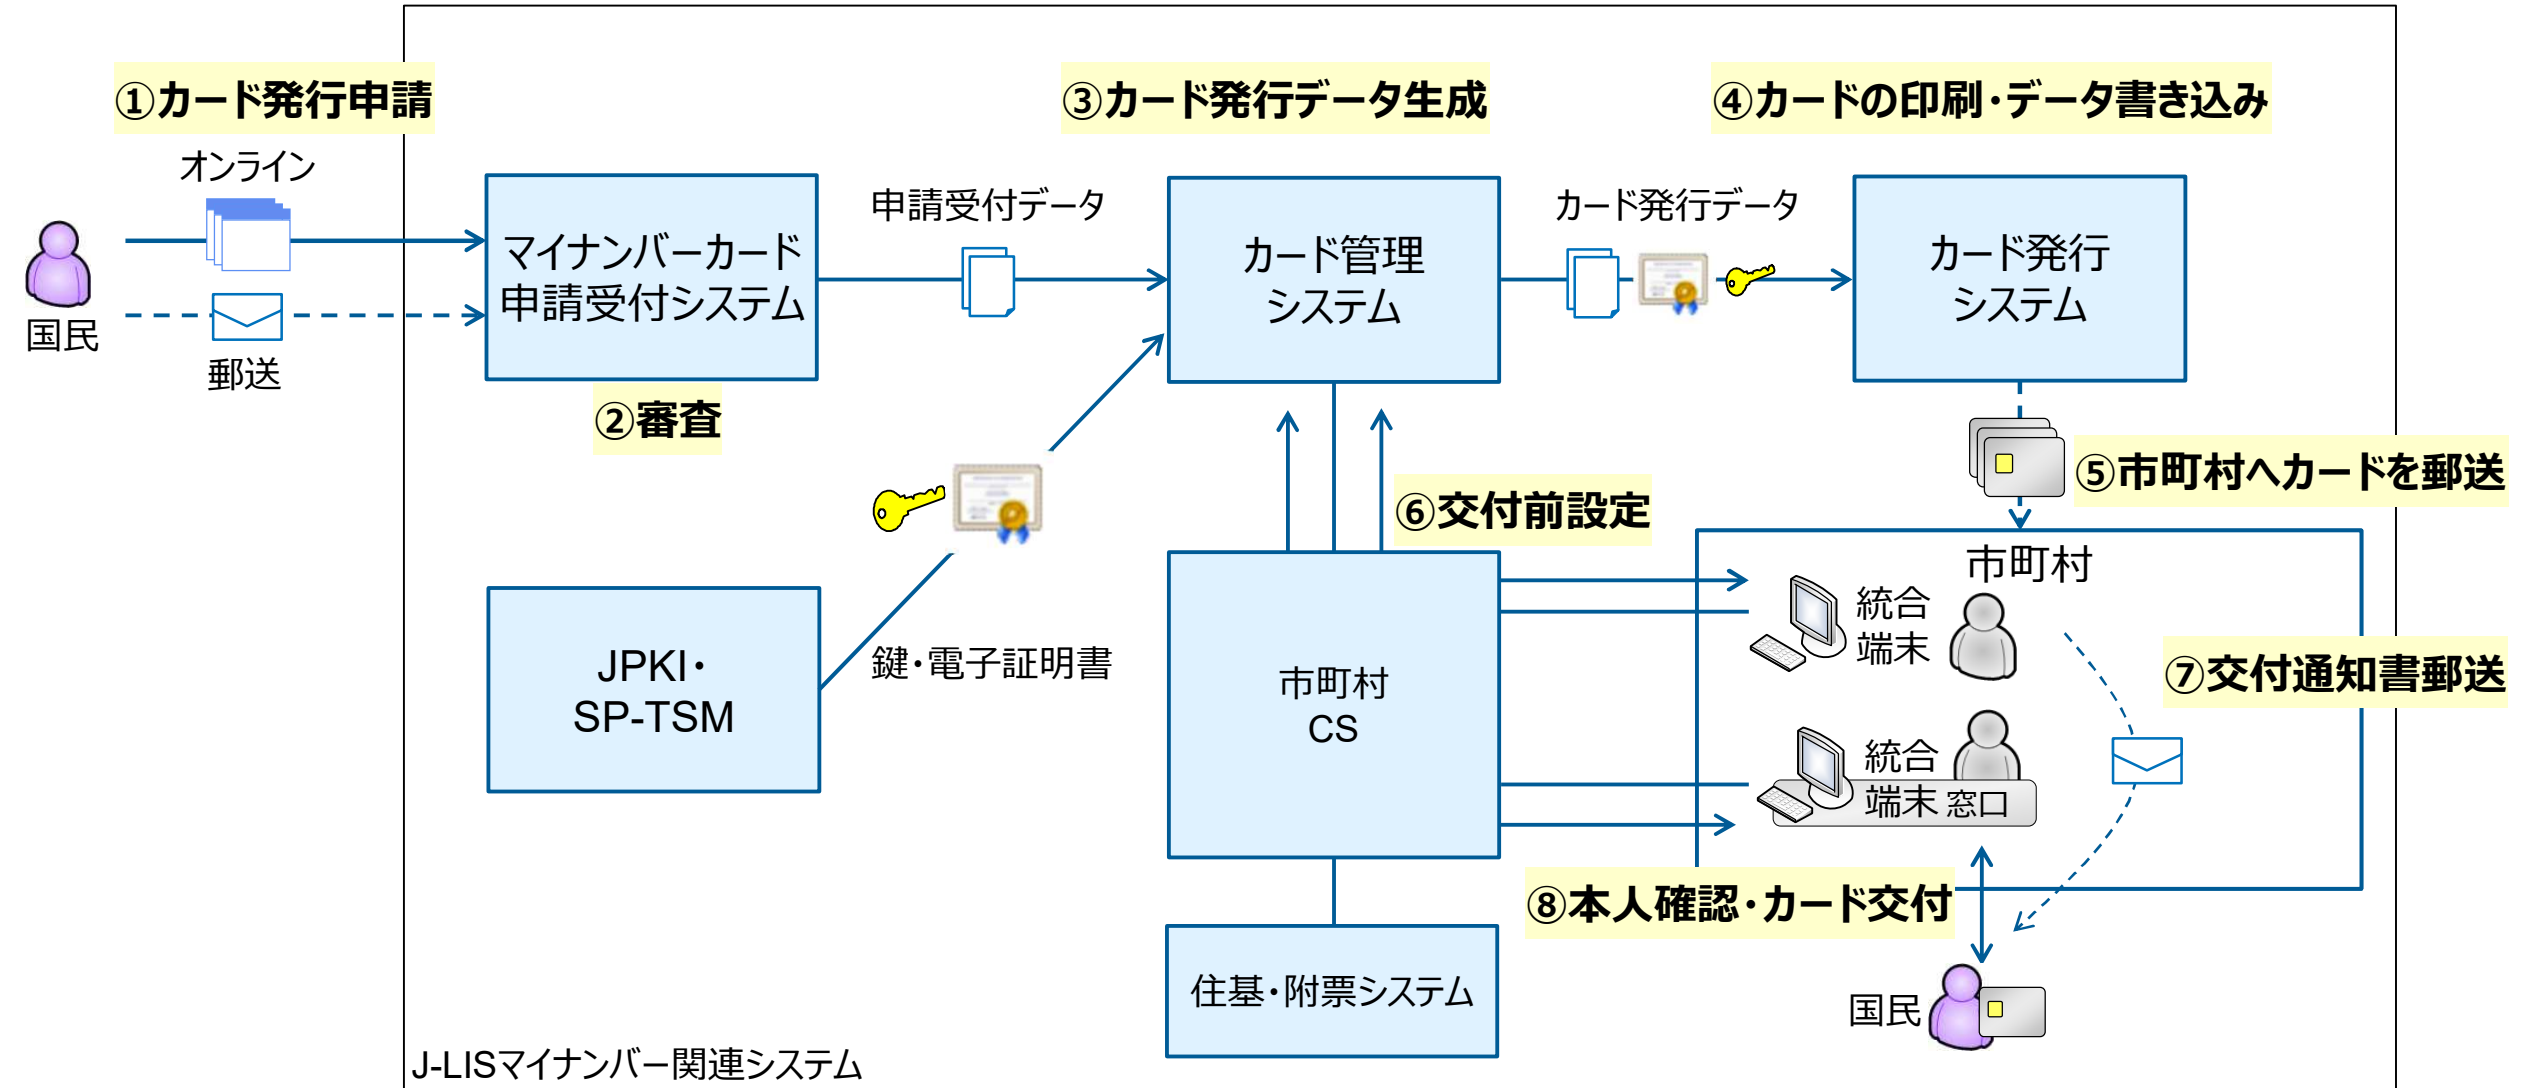 ①カード発行申請
③カード発行データ生成
④カードの印刷・データ書き込み
オンライン
国民
郵送
マイナンバーカード
申請受付システム
②審査
申請受付データ
カード管理
システム
カード発行データ
カード発行
システム
⑤市町村へカードを郵送
⑥交付前設定
JPKI・
SP-TSM
鍵・電子証明書
市町村
CS
市町村
統合
端末
⑦交付通知書郵送
統合
端末 窓口
⑧本人確認・カード交付
住基・附票システム
国民
J-LISマイナンバー関連システム